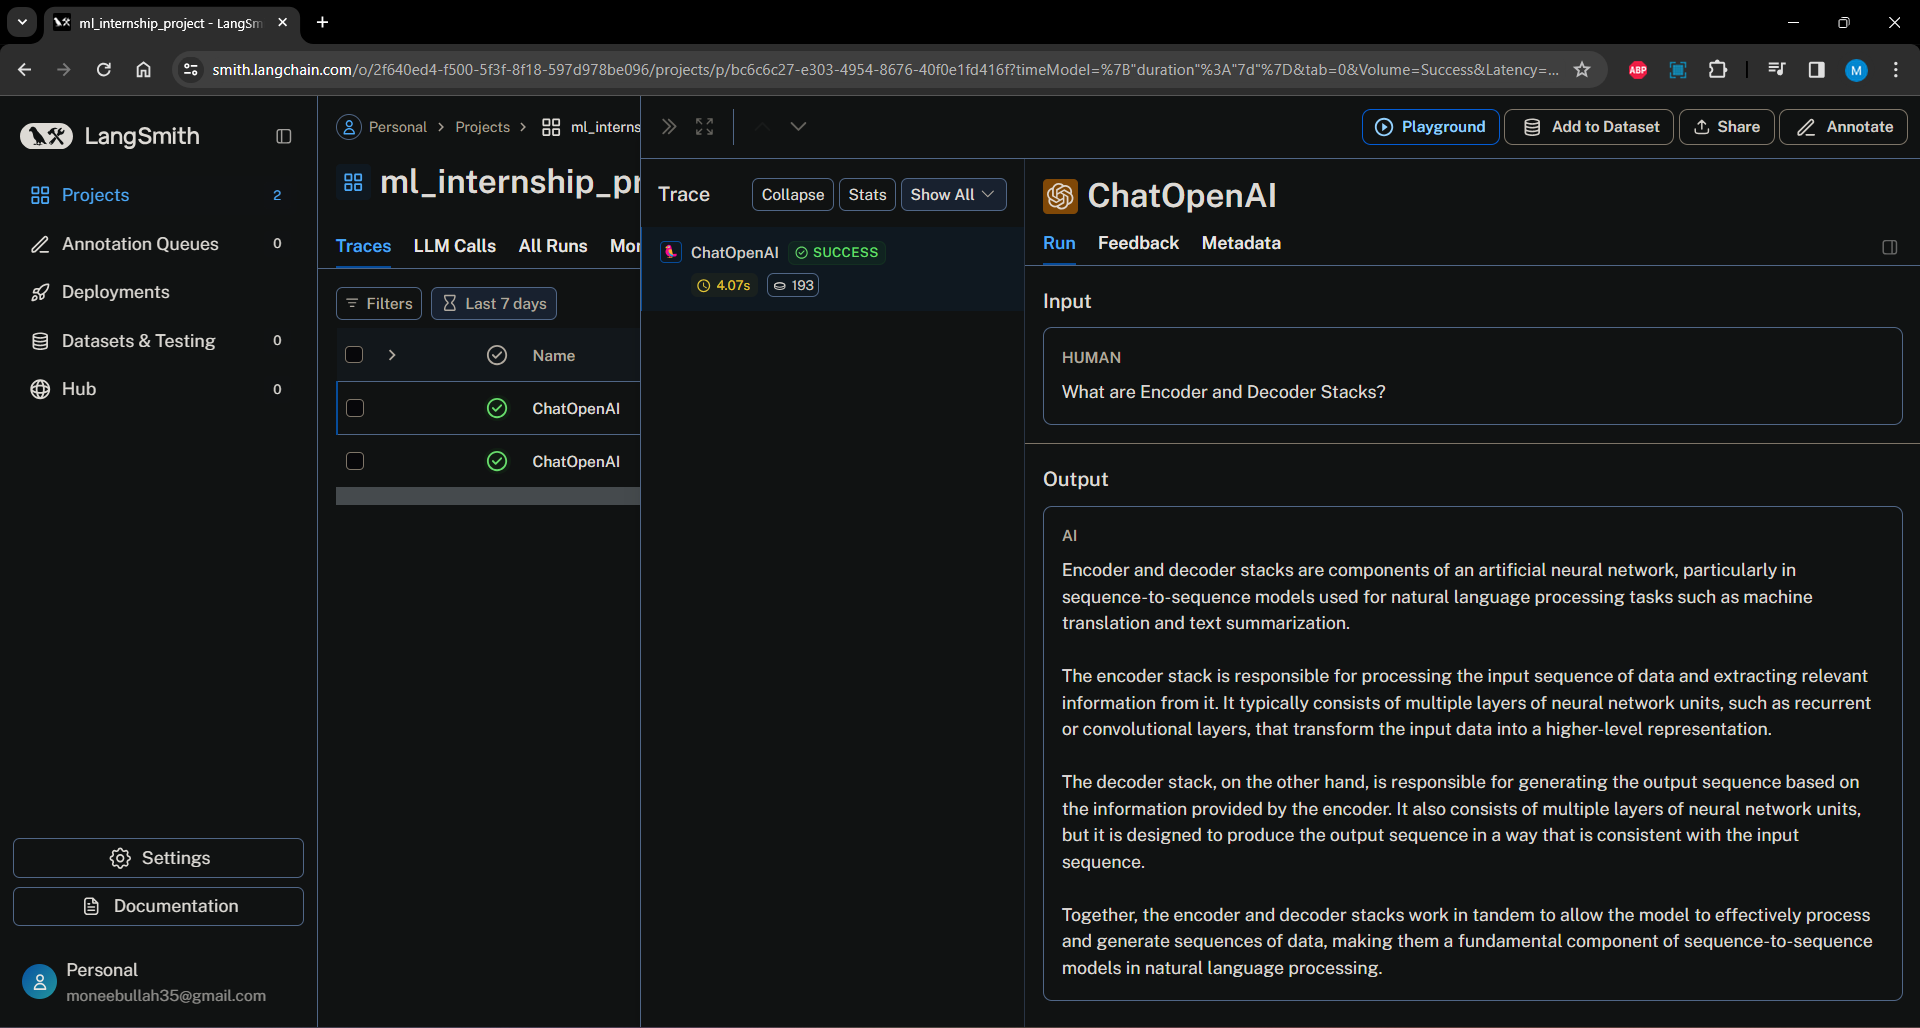 ml_internship_project - LangSm
smith.langchain.com/o/2f640ed4-f500-5f3f-8f18-597d978be096/projects/p/bc6c6c27-e303-4954-8676-40f0e1fd416f?timeModel=%7B"duration"%3A"7d"%7D&tab=0&Volume=Success&Latency=...
ABP
M
LangSmith
Projects 2
Annotation Queues 0
Deployments
Datasets & Testing 0
Hub 0
Settings
Documentation
Personal
moneebullah35@gmail.com
Personal > Projects > ml_interns
ml_internship_pr
Traces LLM Calls All Runs Mor
Filters Last 7 days
Name
ChatOpenAI
ChatOpenAI
Playground Add to Dataset Share Annotate
Trace Collapse Stats Show All
ChatOpenAI SUCCESS
4.07s 193
ChatOpenAI
Run Feedback Metadata
Input
HUMAN
What are Encoder and Decoder Stacks?
Output
AI
Encoder and decoder stacks are components of an artificial neural network, particularly in
sequence-to-sequence models used for natural language processing tasks such as machine
translation and text summarization.
The encoder stack is responsible for processing the input sequence of data and extracting relevant
information from it. It typically consists of multiple layers of neural network units, such as recurrent
or convolutional layers, that transform the input data into a higher-level representation.
The decoder stack, on the other hand, is responsible for generating the output sequence based on
the information provided by the encoder. It also consists of multiple layers of neural network units,
but it is designed to produce the output sequence in a way that is consistent with the input
sequence.
Together, the encoder and decoder stacks work in tandem to allow the model to effectively process
and generate sequences of data, making them a fundamental component of sequence-to-sequence
models in natural language processing.